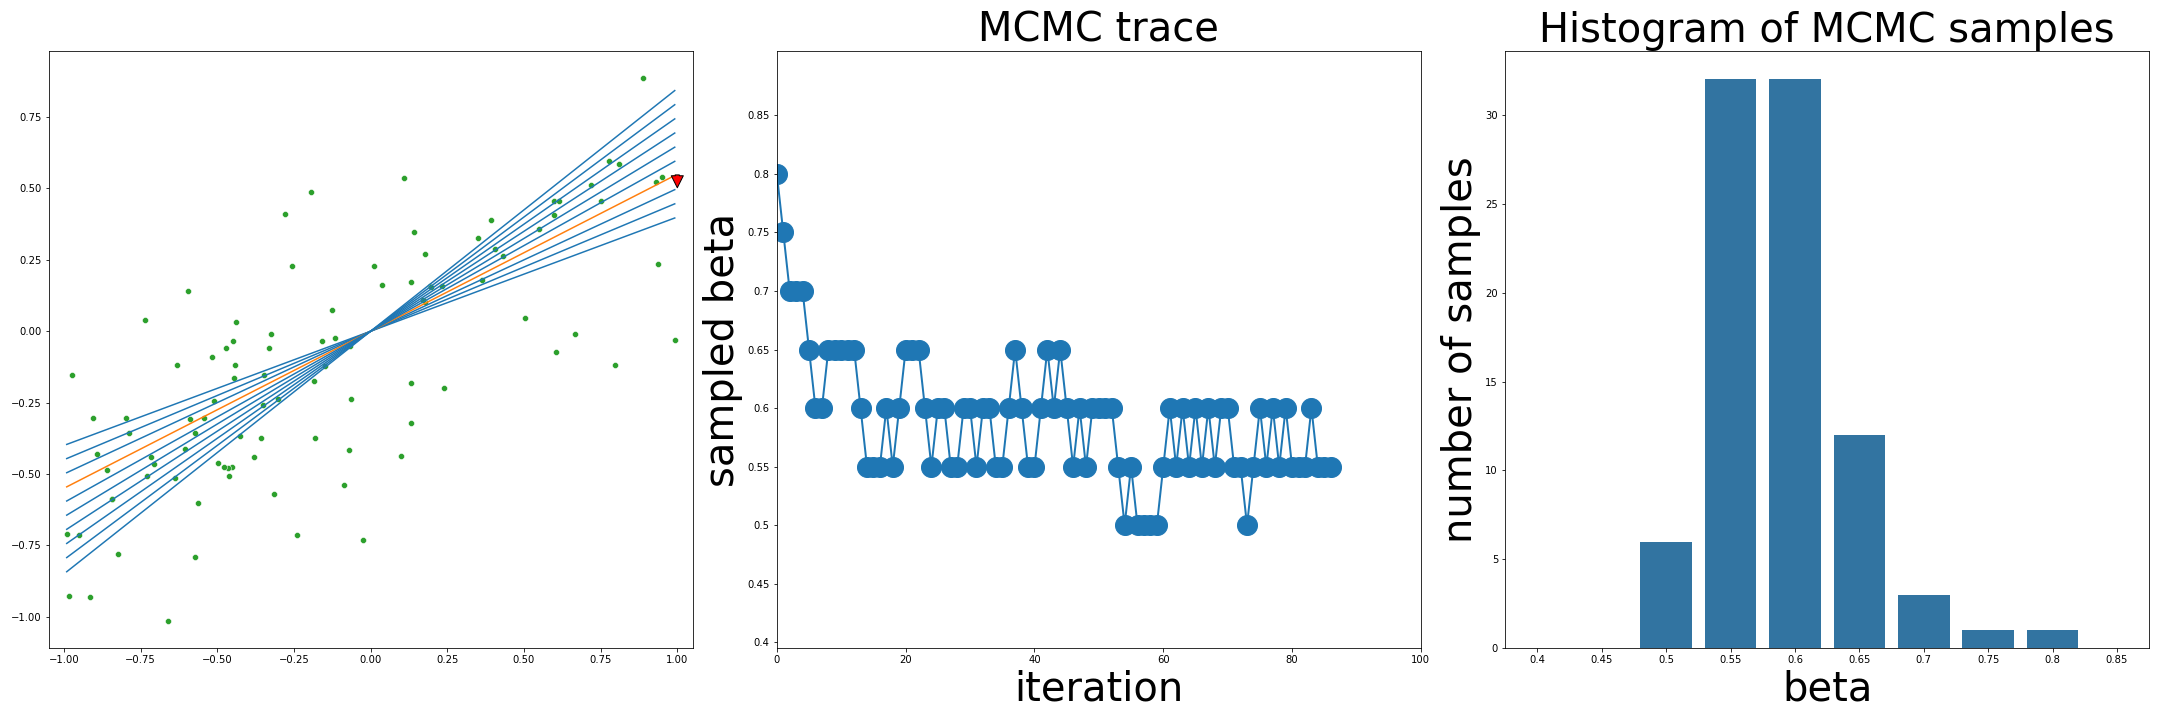 MCMC trace
Histogram of MCMC samples
0.75
0.50
0.25
0.00
−0.25
−0.50
−0.75
−1.00
−1.00 −0.75 −0.50 −0.25 0.00 0.25 0.50 0.75 1.00
sampled beta
0.85
0.8
0.75
0.7
0.65
0.6
0.55
0.5
0.45
0.4
0 20 40 60 80 100
iteration
number of samples
30
25
20
15
10
5
0
0.4 0.45 0.5 0.55 0.6 0.65 0.7 0.75 0.8 0.85
beta